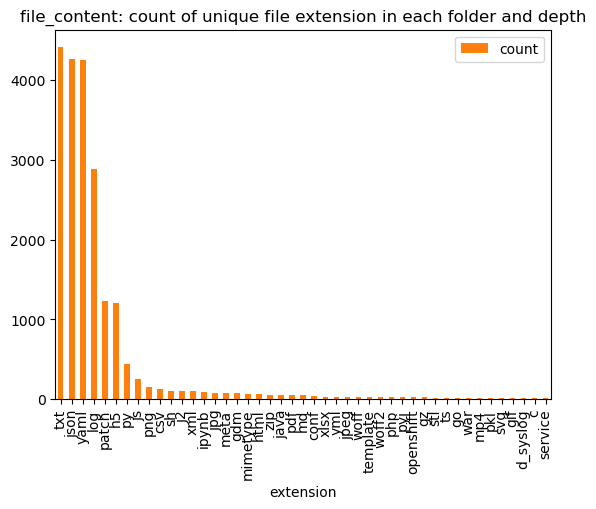 file_content: count of unique file extension in each folder and depth
count
4000
3000
2000
1000
0
txt
json
yaml
log
patch
h5
py
js
png
csv
sh
j2
xml
ipynb
jpg
meta
gdm
mimetype
html
zip
java
pdf
md
conf
xlsx
yml
jpeg
woff
template
woff2
php
pyi
openshift
gz
stl
ts
go
war
mp4
pkl
svg
gif
d_syslog
c
service
extension